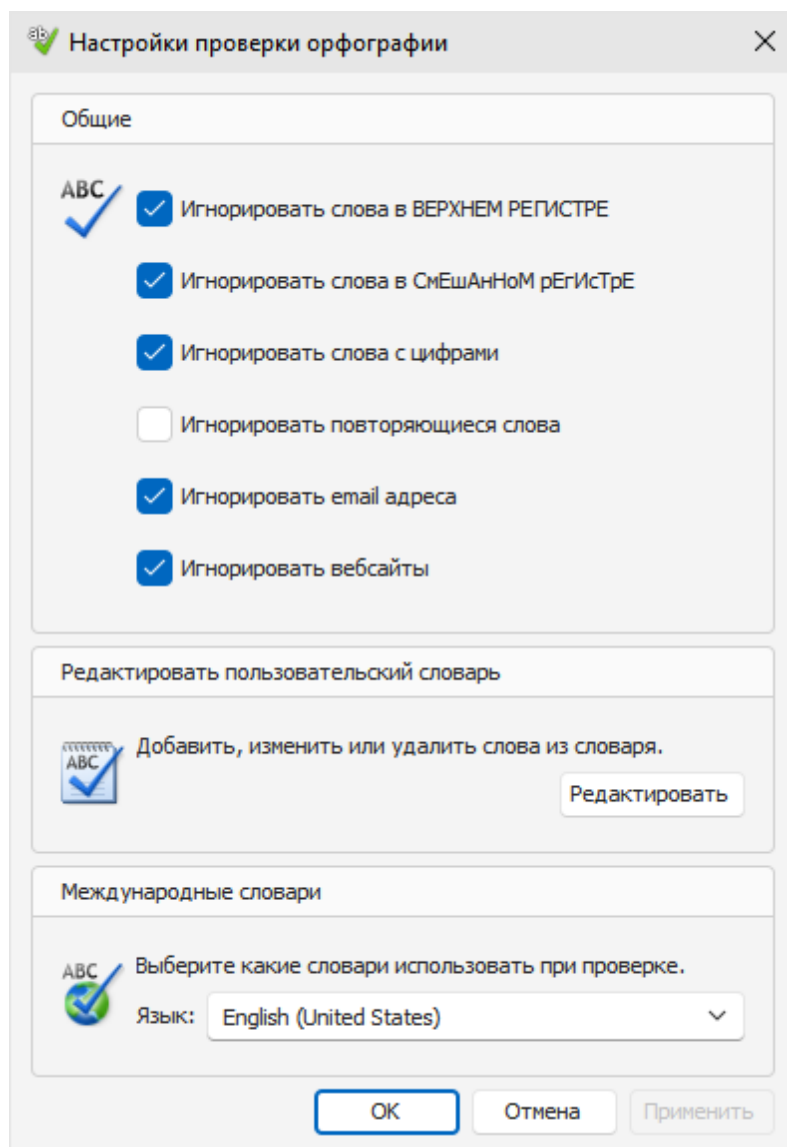 Настройки проверки орфографии
Общие
ABC
Игнорировать слова в ВЕРХНЕМ РЕГИСТРЕ
Игнорировать слова в СмЕшАнНоМ рЕгИсТрЕ
Игнорировать слова с цифрами
Игнорировать повторяющиеся слова
Игнорировать email адреса
Игнорировать вебсайты
Редактировать пользовательский словарь
ABC
Добавить, изменить или удалить слова из словаря.
Редактировать
Международные словари
ABC
Выберите какие словари использовать при проверке.
Язык: English (United States)
OK Отмена Применить